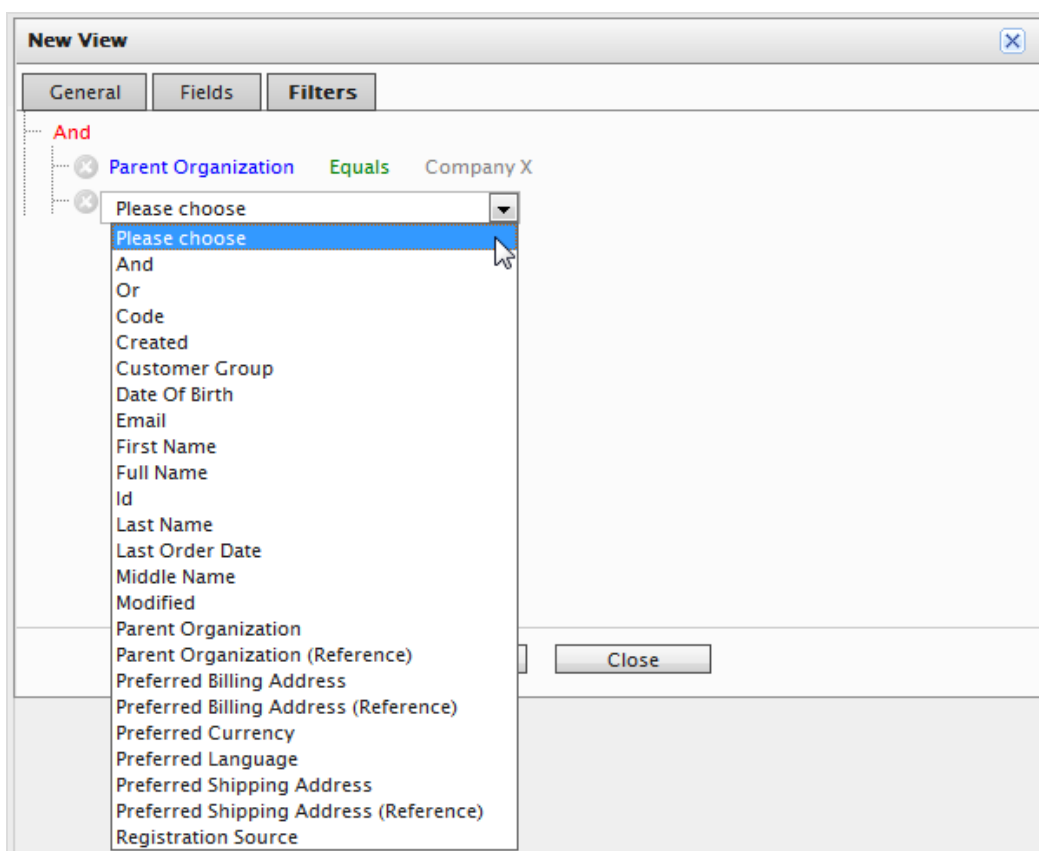 New View
General Fields Filters
And
Parent Organization Equals Company X
Please choose
Please choose
And
Or
Code
Created
Customer Group
Date Of Birth
Email
First Name
Full Name
Id
Last Name
Last Order Date
Middle Name
Modified
Parent Organization
Parent Organization (Reference)
Close
Preferred Billing Address
Preferred Billing Address (Reference)
Preferred Currency
Preferred Language
Preferred Shipping Address
Preferred Shipping Address (Reference)
Registration Source